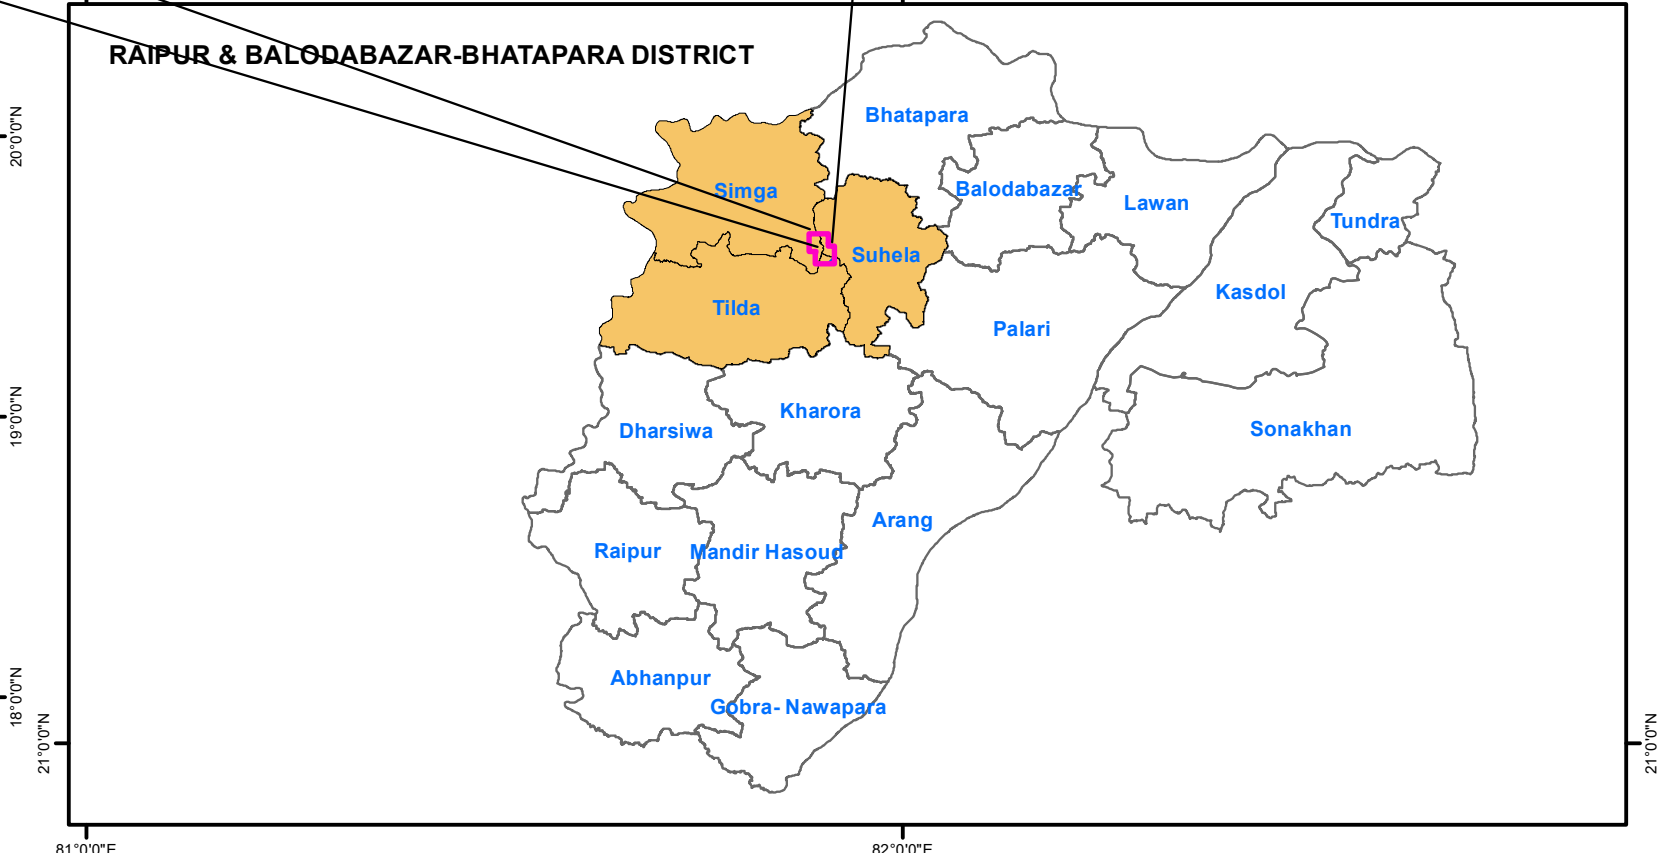 RAIPUR & BALODABAZAR-BHATAPARA DISTRICT
Bhatapara
20°0'0"N
Simga
Balodabazar
Lawan
Tundra
Suhela
Kasdol
Tilda
Palari
19°0'0"N
Kharora
Dharsiwa
Sonakhan
Arang
Raipur
Mandir Hasoud
Abhanpur
18°0'0"N
Gobra- Nawapara
21°0'0"N
21°0'0"N
81°0'0"E
82°0'0"E